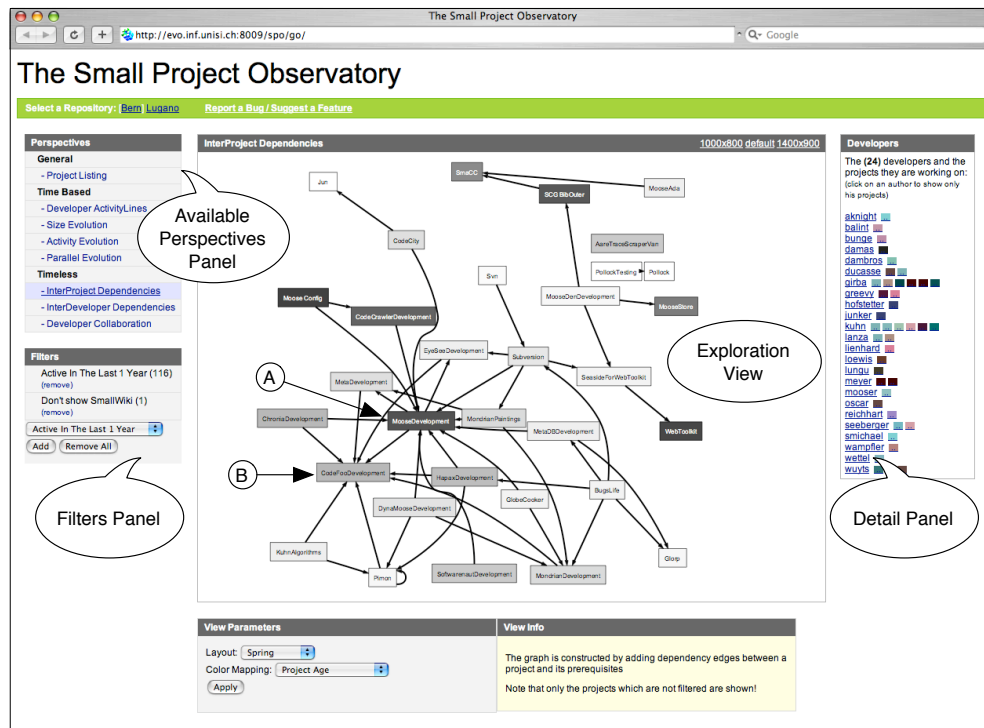 The Small Project Observatory
http://evo.inf.unisi.ch:8009/spo/go/
Google
The Small Project Observatory
Select a Repository: Bern Lugano Report a Bug / Suggest a Feature
Perspectives
General
- Project Listing
Time Based
- Developer ActivityLines
- Size Evolution
- Activity Evolution
- Parallel Evolution
Timeless
- InterProject Dependencies
- InterDeveloper Dependencies
- Developer Collaboration
Available
Perspectives
Panel
Filters
Active In The Last 1 Year (116)
(remove)
Don't show SmallWiki (1)
(remove)
Active In The Last 1 Year
Add Remove All
Filters Panel
InterProject Dependencies 1000x800 default 1400x900
Jun
SmaCC
SCG BibOuler
MooseAda
CodeCity
AareTraceScraperVan
Svn
PollockTesting
Pollock
MooseDenDevelopment
MooseStore
Moose Config
CodeCrawlerDevelopment
EyeSeeDevelopment
Subversion
SeasideForWebToolkit
Exploration
View
A
MetaDevelopment
ChroniaDevelopment
MooseDevelopment
MondrianPaintings
MetaDBDevelopment
WebToolkit
B
CodeFooDevelopment
HapaxDevelopment
BugsLife
GlobeCooker
DynaMooseDevelopment
KuhnAlgorithms
Pimon
SoftwarenautDevelopment
MondrianDevelopment
Glorp
Developers
The (24) developers and the
projects they are working on:
(click on an author to show only
his projects)
aknight
balint
bunge
damas
dambros
ducasse
girba
greevy
hofstetter
junker
kuhn
lanza
lienhard
loewis
lungu
meyer
mooser
oscar
reichhart
seeberger
smichael
wampfler
wettel
wuyts
Detail Panel
View Parameters
Layout: Spring
Color Mapping: Project Age
Apply
View Info
The graph is constructed by adding dependency edges between a
project and its prerequisites
Note that only the projects which are not filtered are shown!